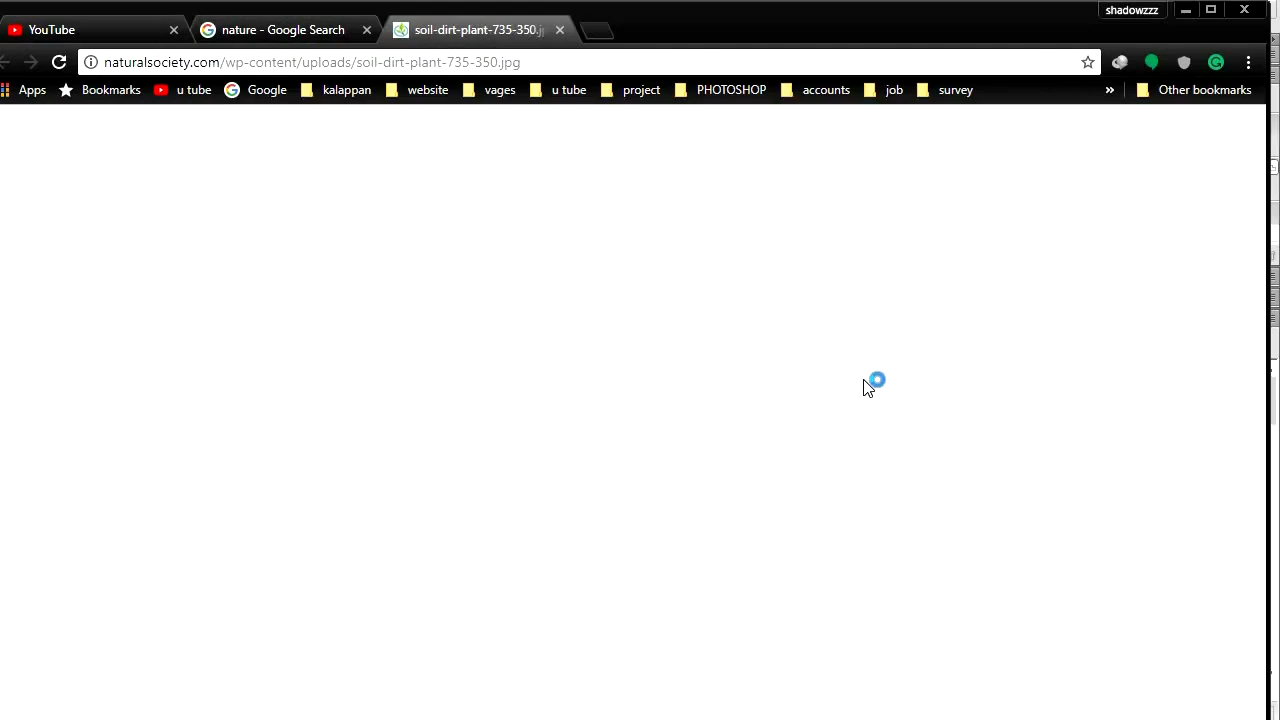 shadowzzz
YouTube
nature - Google Search
soil-dirt-plant-735-350.j
naturalsociety.com/wp-content/uploads/soil-dirt-plant-735-350.jpg
Apps Bookmarks u tube Google kalappan website vages u tube project PHOTOSHOP accounts job survey » Other bookmarks